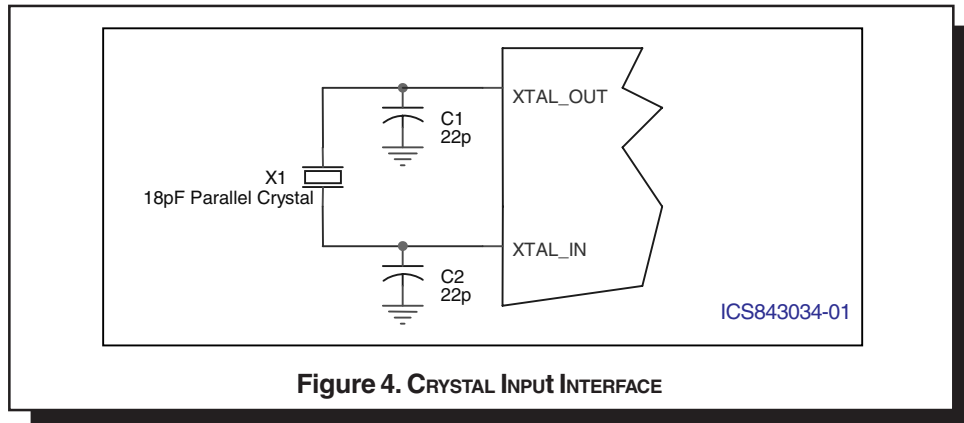 XTAL_OUT
C1
22p
X1
18pF Parallel Crystal
XTAL_IN
C2
22p
ICS843034-01
Figure 4. CRYSTAL INPUt INTERFACE